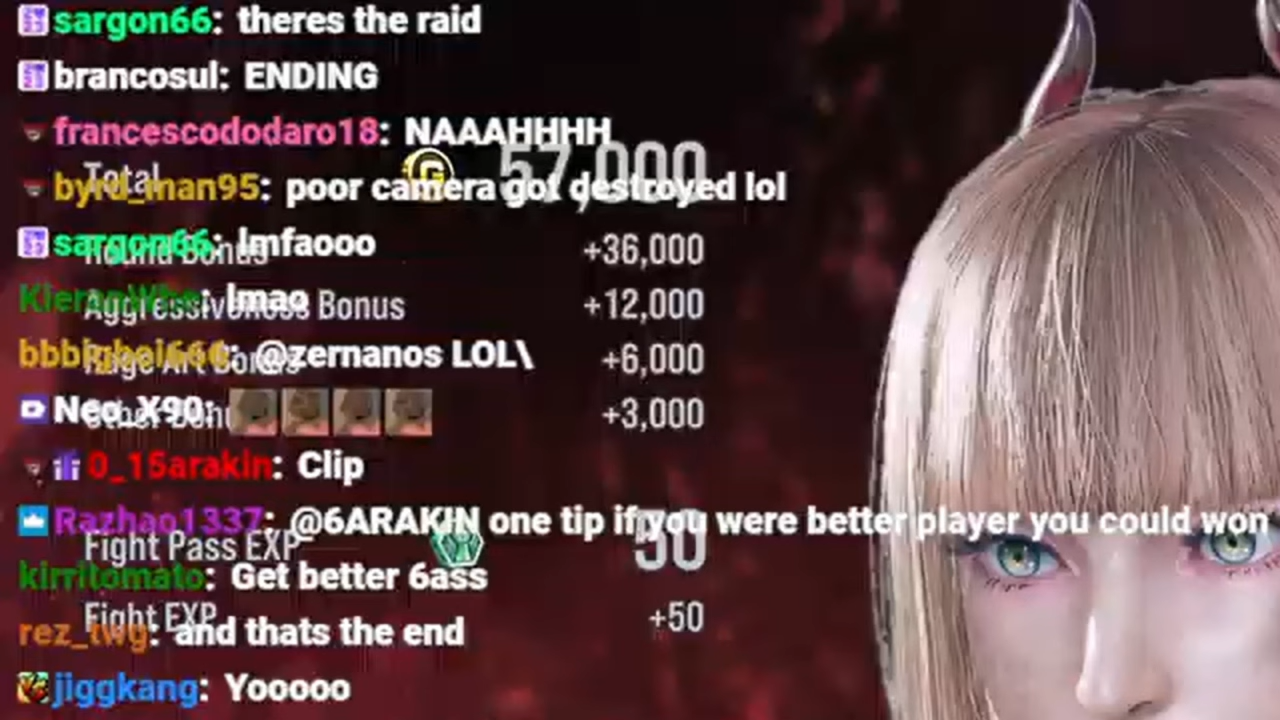 sargon66: theres the raid
brancosul: ENDING
francescododaro18: NAAAHHHH
Total 57,000
byrd_man95: poor camera got destroyed lol
sargon66: lmfaooo
Round Bonus +36,000
lmao
Aggressiveness Bonus +12,000
@zernanos LOL\
Rage Art Bonus +6,000
Neo_X90:
Other Bonus +3,000
0_15arakin: Clip
Razhao1337: @6ARAKIN one tip if you were better player you could won
Fight Pass EXP 50
kirritomato: Get better 6ass
Fight EXP +50
rez_twg: and thats the end
jiggkang: Yooooo